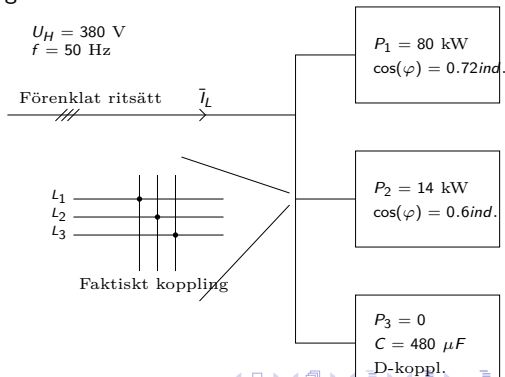 U_H = 380 V
f = 50 Hz
Förenklat ritsätt
Ī_L
L_1
L_2
L_3
Faktiskt koppling
P_1 = 80 kW
cos(φ) = 0.72ind.
P_2 = 14 kW
cos(φ) = 0.6ind.
P_3 = 0
C = 480 μF
D-koppl.